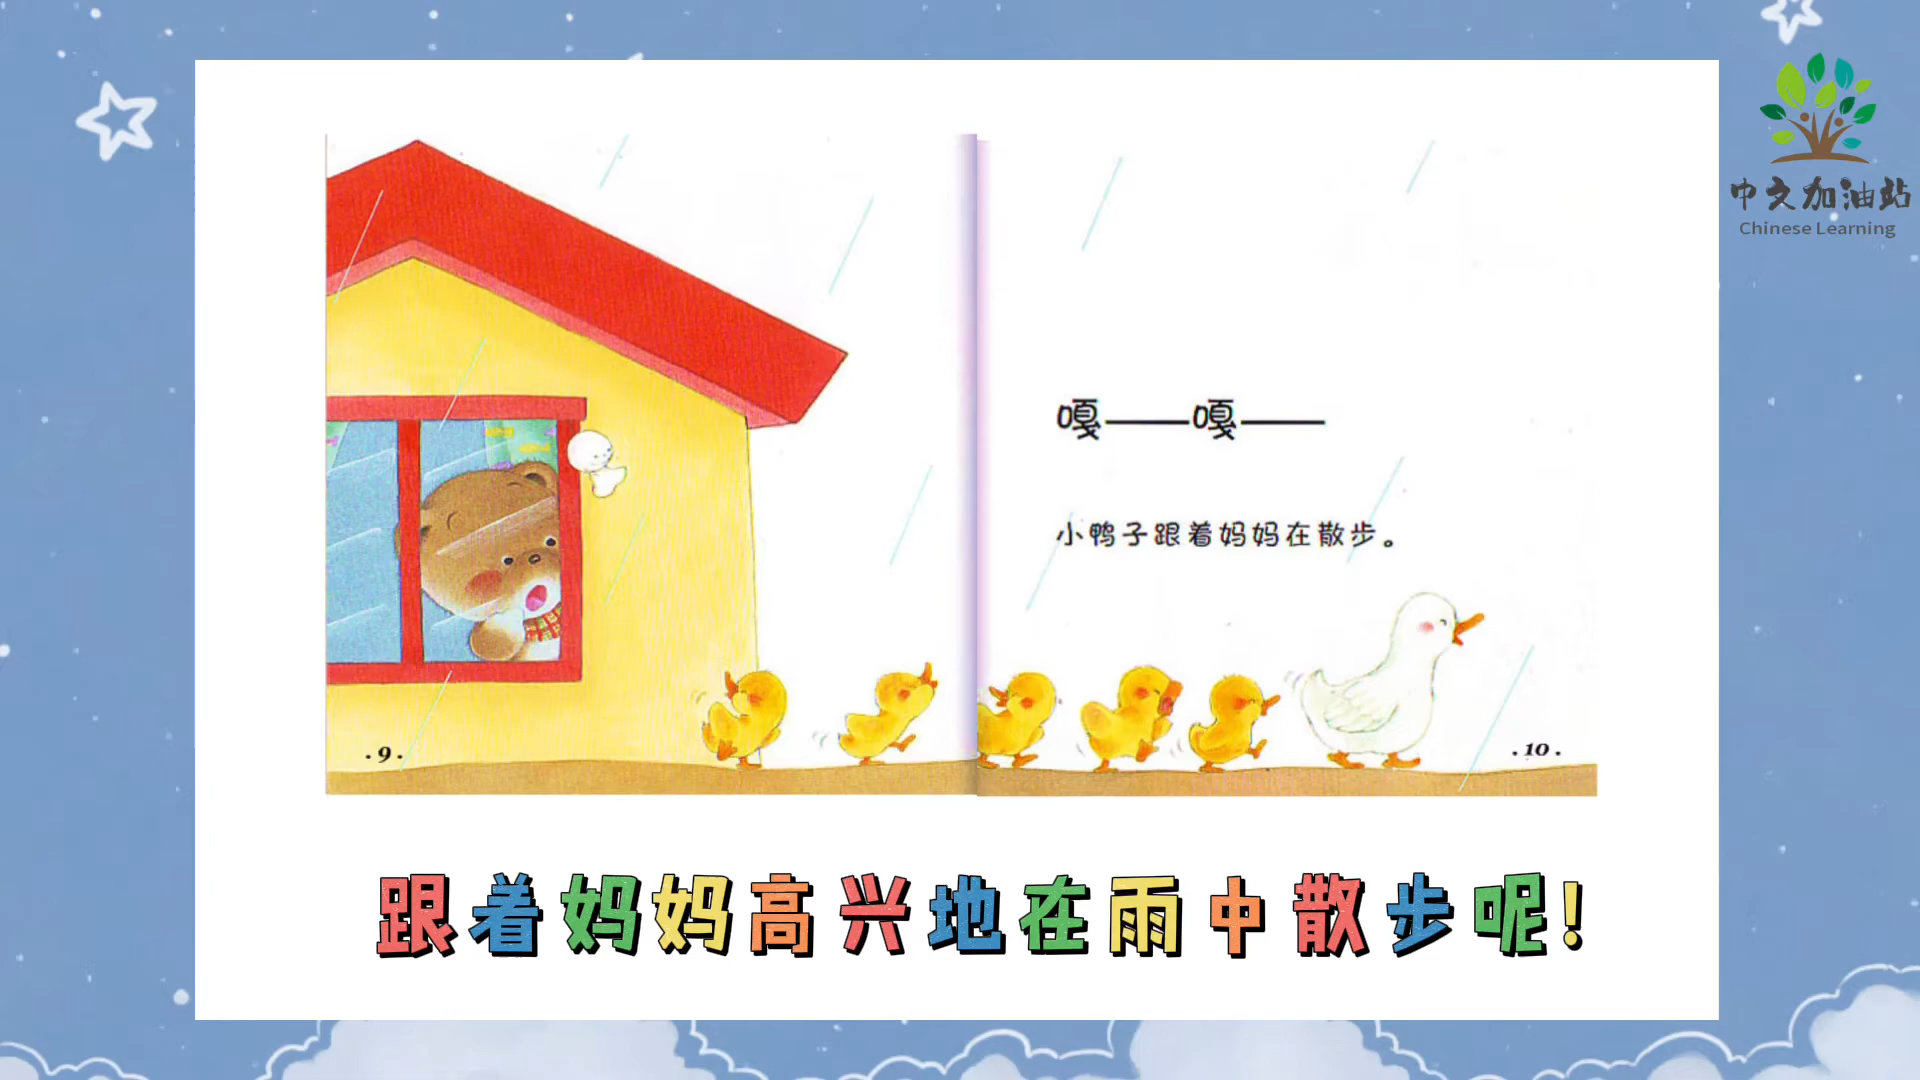 中文加油站
Chinese Learning
嘎——嘎——
小鸭子跟着妈妈在散步。
·9·
·10·
跟着妈妈高兴地在雨中散步呢!